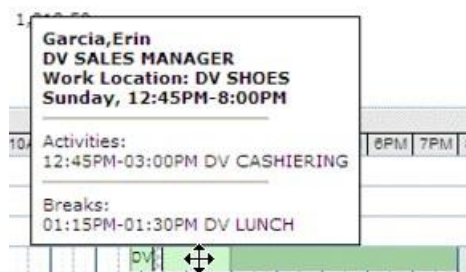 Garcia,Erin
DV SALES MANAGER
Work Location: DV SHOES
Sunday, 12:45PM-8:00PM
Activities:
12:45PM-03:00PM DV CASHIERING
6PM 7PM
Breaks:
01:15PM-01:30PM DV LUNCH
DV